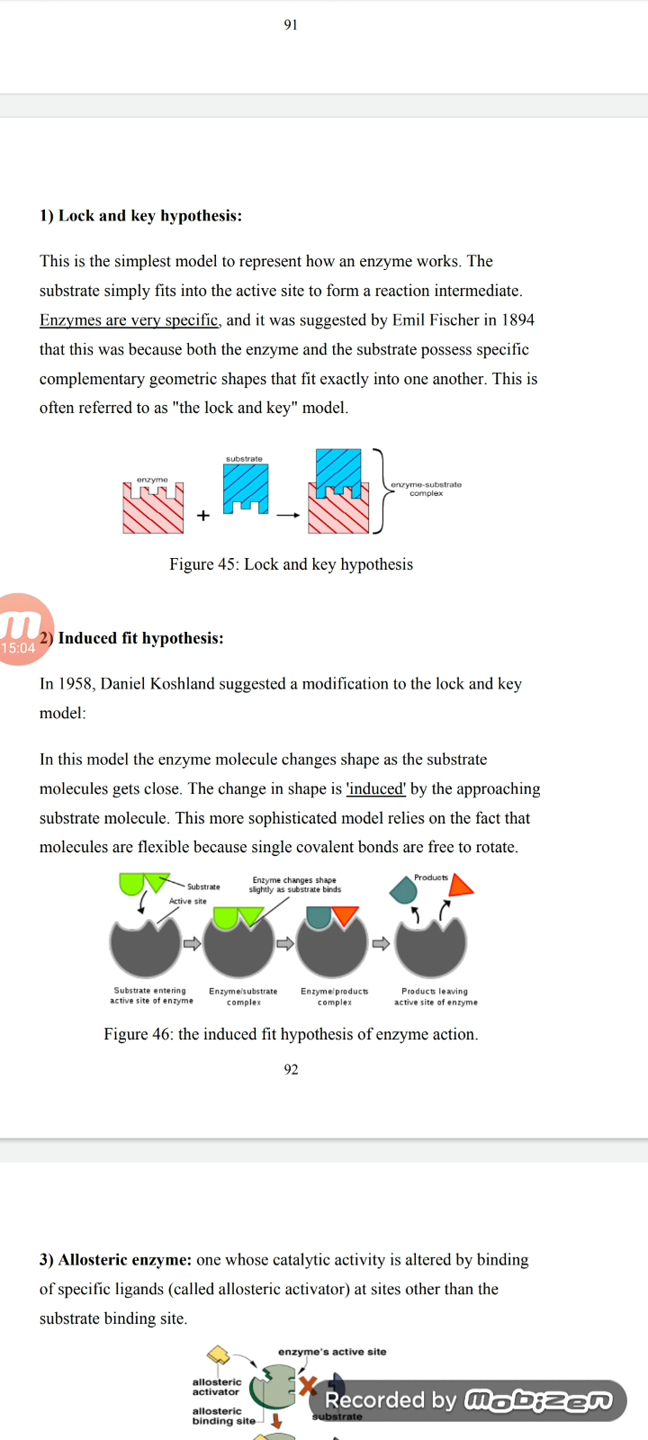 91
1) Lock and key hypothesis:
This is the simplest model to represent how an enzyme works. The
substrate simply fits into the active site to form a reaction intermediate.
Enzymes are very specific, and it was suggested by Emil Fischer in 1894
that this was because both the enzyme and the substrate possess specific
complementary geometric shapes that fit exactly into one another. This is
often referred to as "the lock and key" model.
substrate
enzyme
enzyme-substrate
complex
+
Figure 45: Lock and key hypothesis
m
15:04
2) Induced fit hypothesis:
In 1958, Daniel Koshland suggested a modification to the lock and key
model:
In this model the enzyme molecule changes shape as the substrate
molecules gets close. The change in shape is 'induced' by the approaching
substrate molecule. This more sophisticated model relies on the fact that
molecules are flexible because single covalent bonds are free to rotate.
Substrate
Active site
Enzyme changes shape
slightly as substrate binds
Products
Substrate entering
active site of enzyme
Enzyme/substrate
complex
Enzyme/products
complex
Products leaving
active site of enzyme
Figure 46: the induced fit hypothesis of enzyme action.
92
3) Allosteric enzyme: one whose catalytic activity is altered by binding
of specific ligands (called allosteric activator) at sites other than the
substrate binding site.
enzyme's active site
allosteric
activator
allosteric
binding site
substrate
Recorded by mobizen